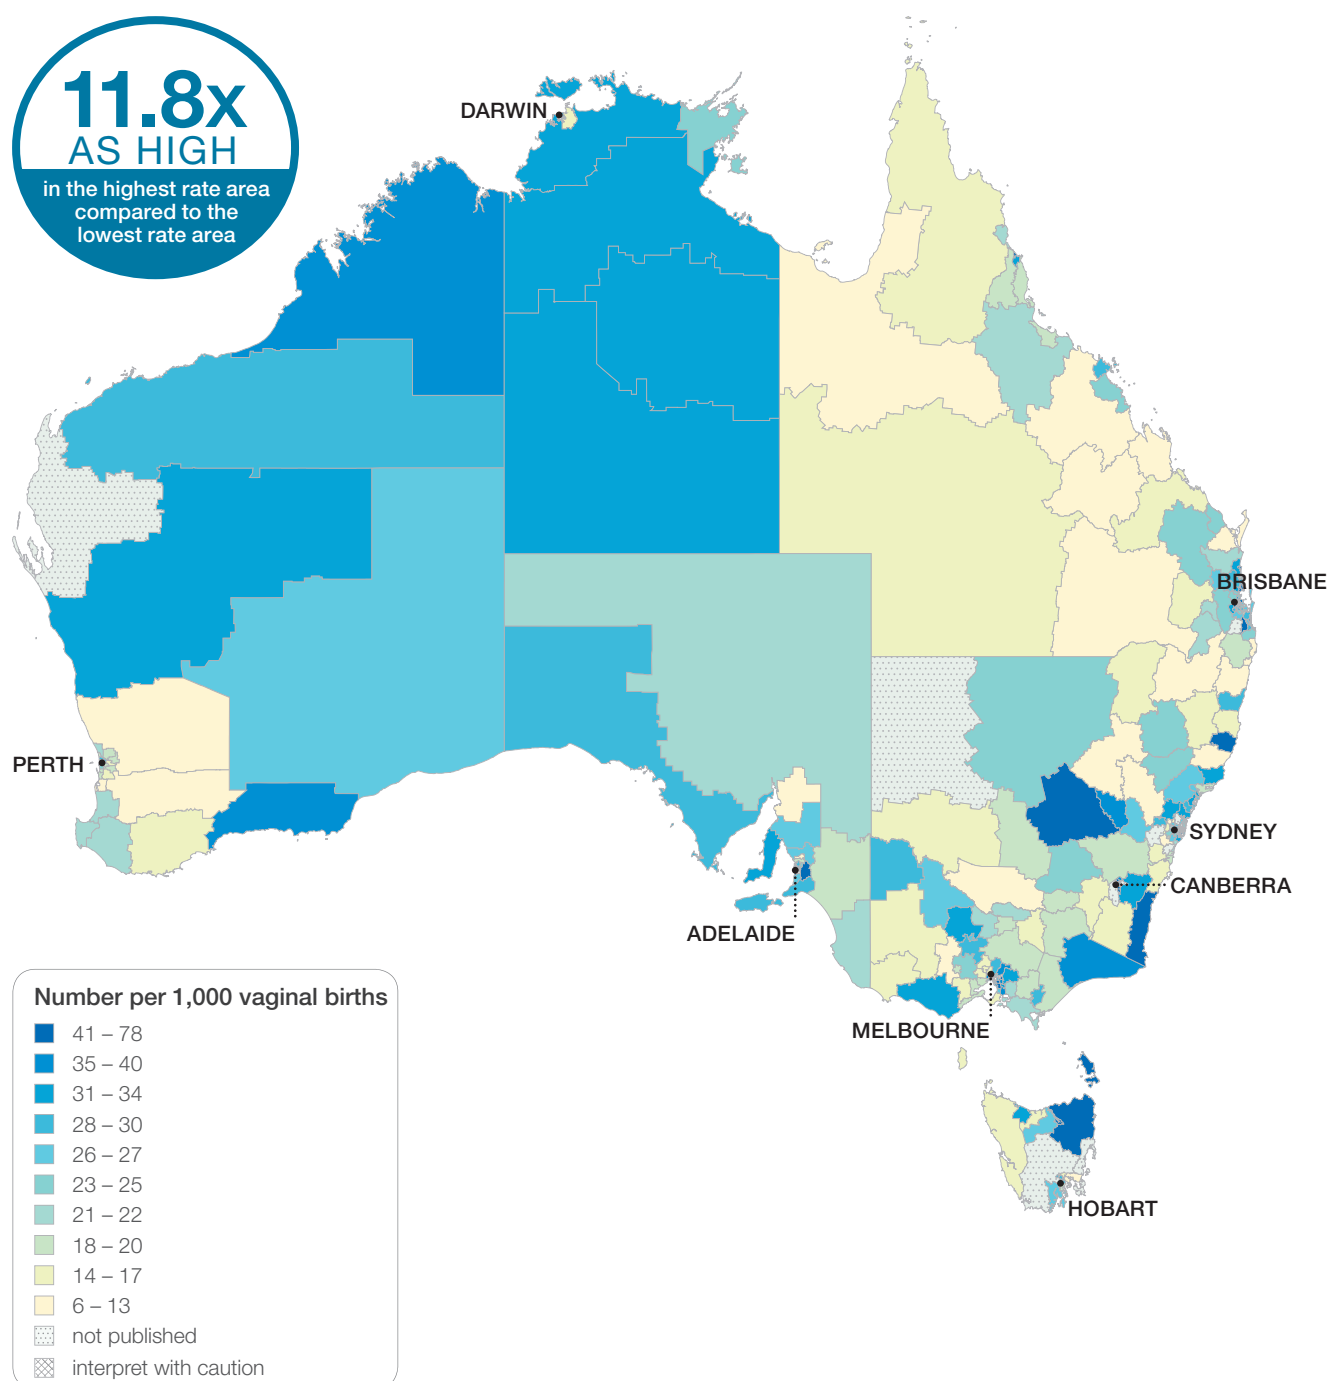 11.8x
AS HIGH
in the highest rate area
compared to the
lowest rate area
DARWIN
BRISBANE
PERTH
SYDNEY
CANBERRA
ADELAIDE
MELBOURNE
HOBART
Number per 1,000 vaginal births
41 – 78
35 – 40
31 – 34
28 – 30
26 – 27
23 – 25
21 – 22
18 – 20
14 – 17
6 – 13
not published
interpret with caution